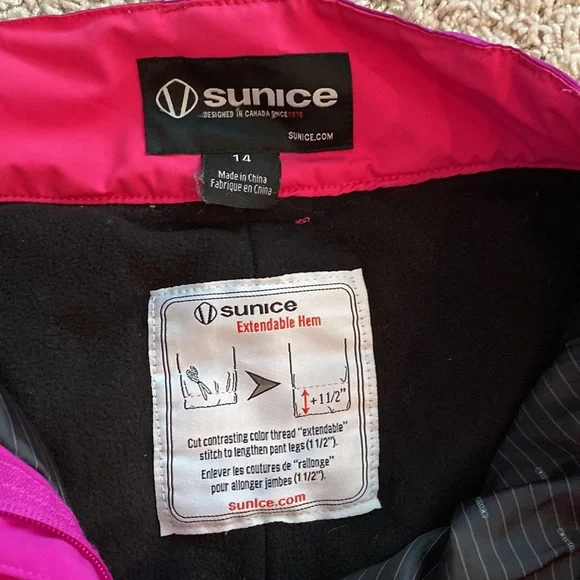 sunice
DESIGNED IN CANADA SINCE 1976
SUNICE.COM
14
Made in China
Fabriqué en China
sunice
Extendable Hem
+ 1 1/2"
Cut contrasting color thread "extendable"
stitch to lengthen pant legs (1 1/2").
Enlever les coutures de "rallonge"
pour allonger jambes (1 1/2").
sunice.com